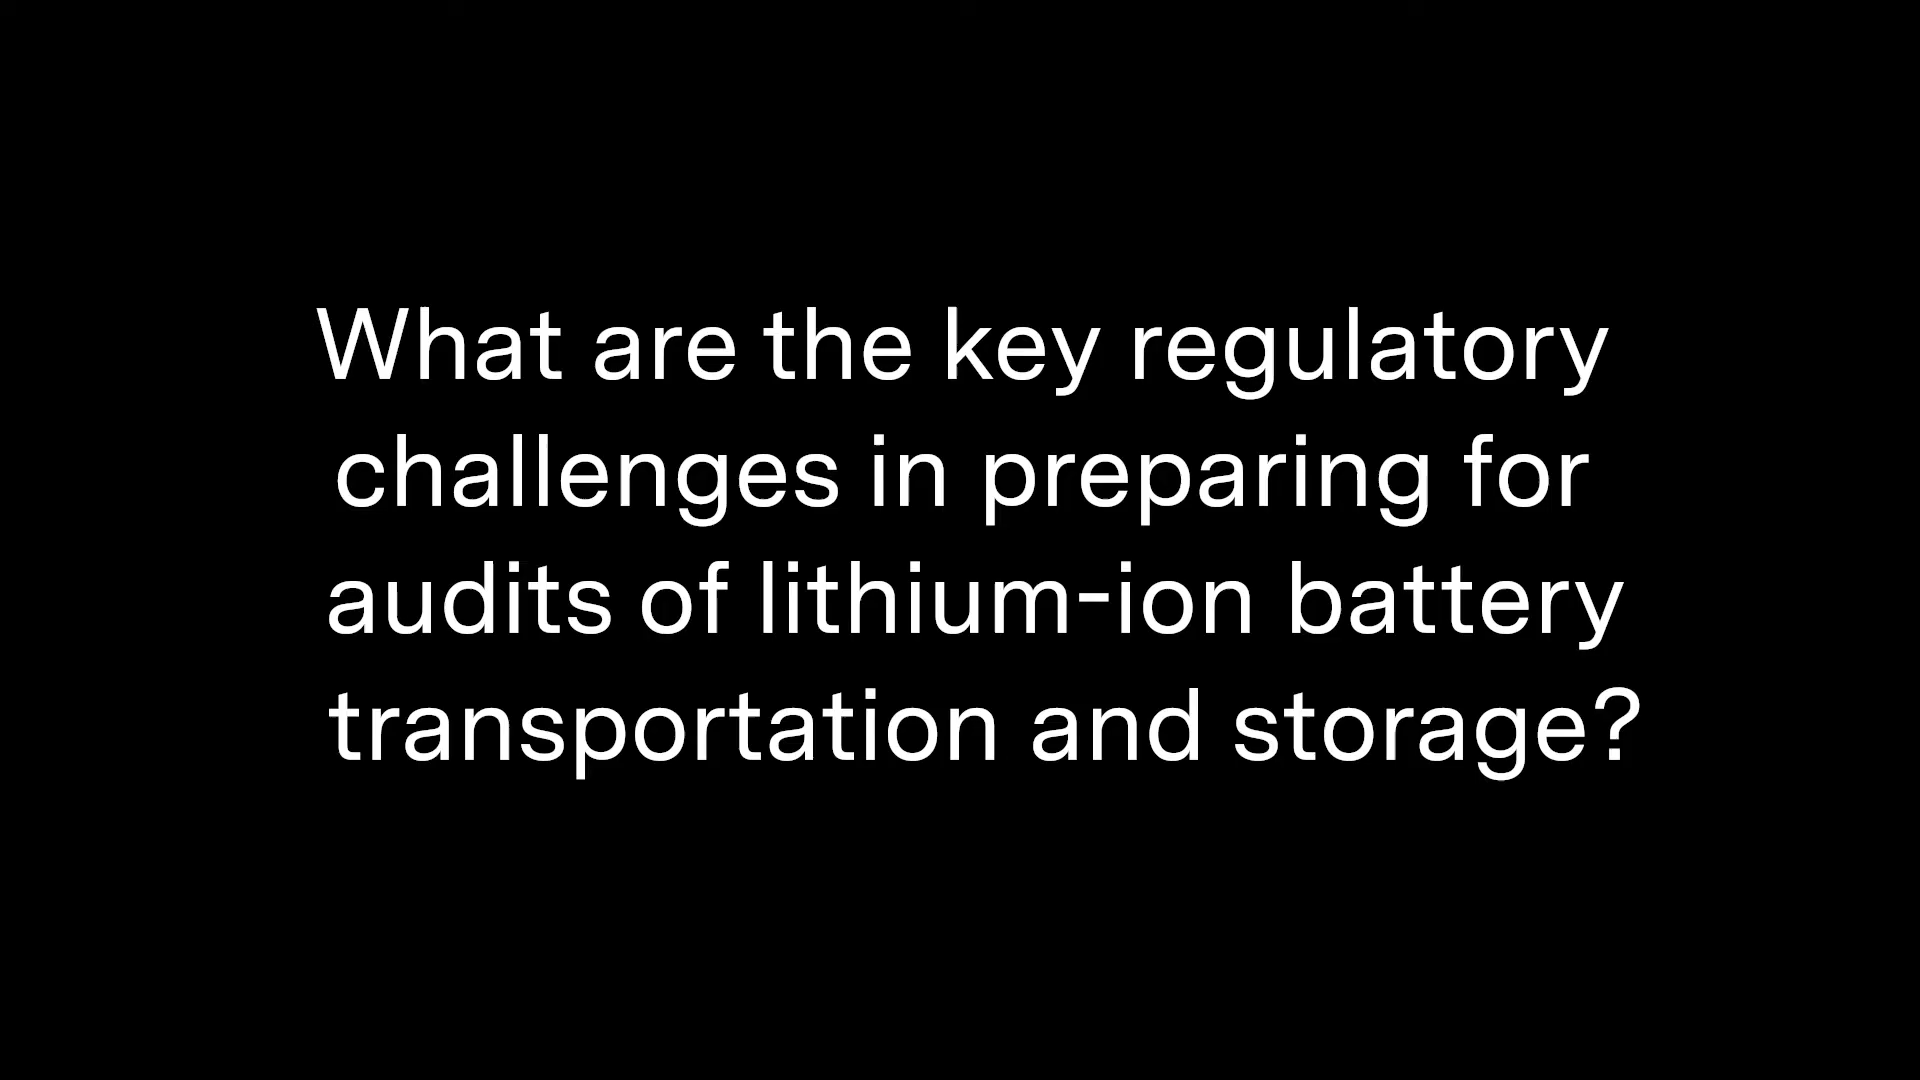 What are the key regulatory
challenges in preparing for
audits of lithium-ion battery
transportation and storage?